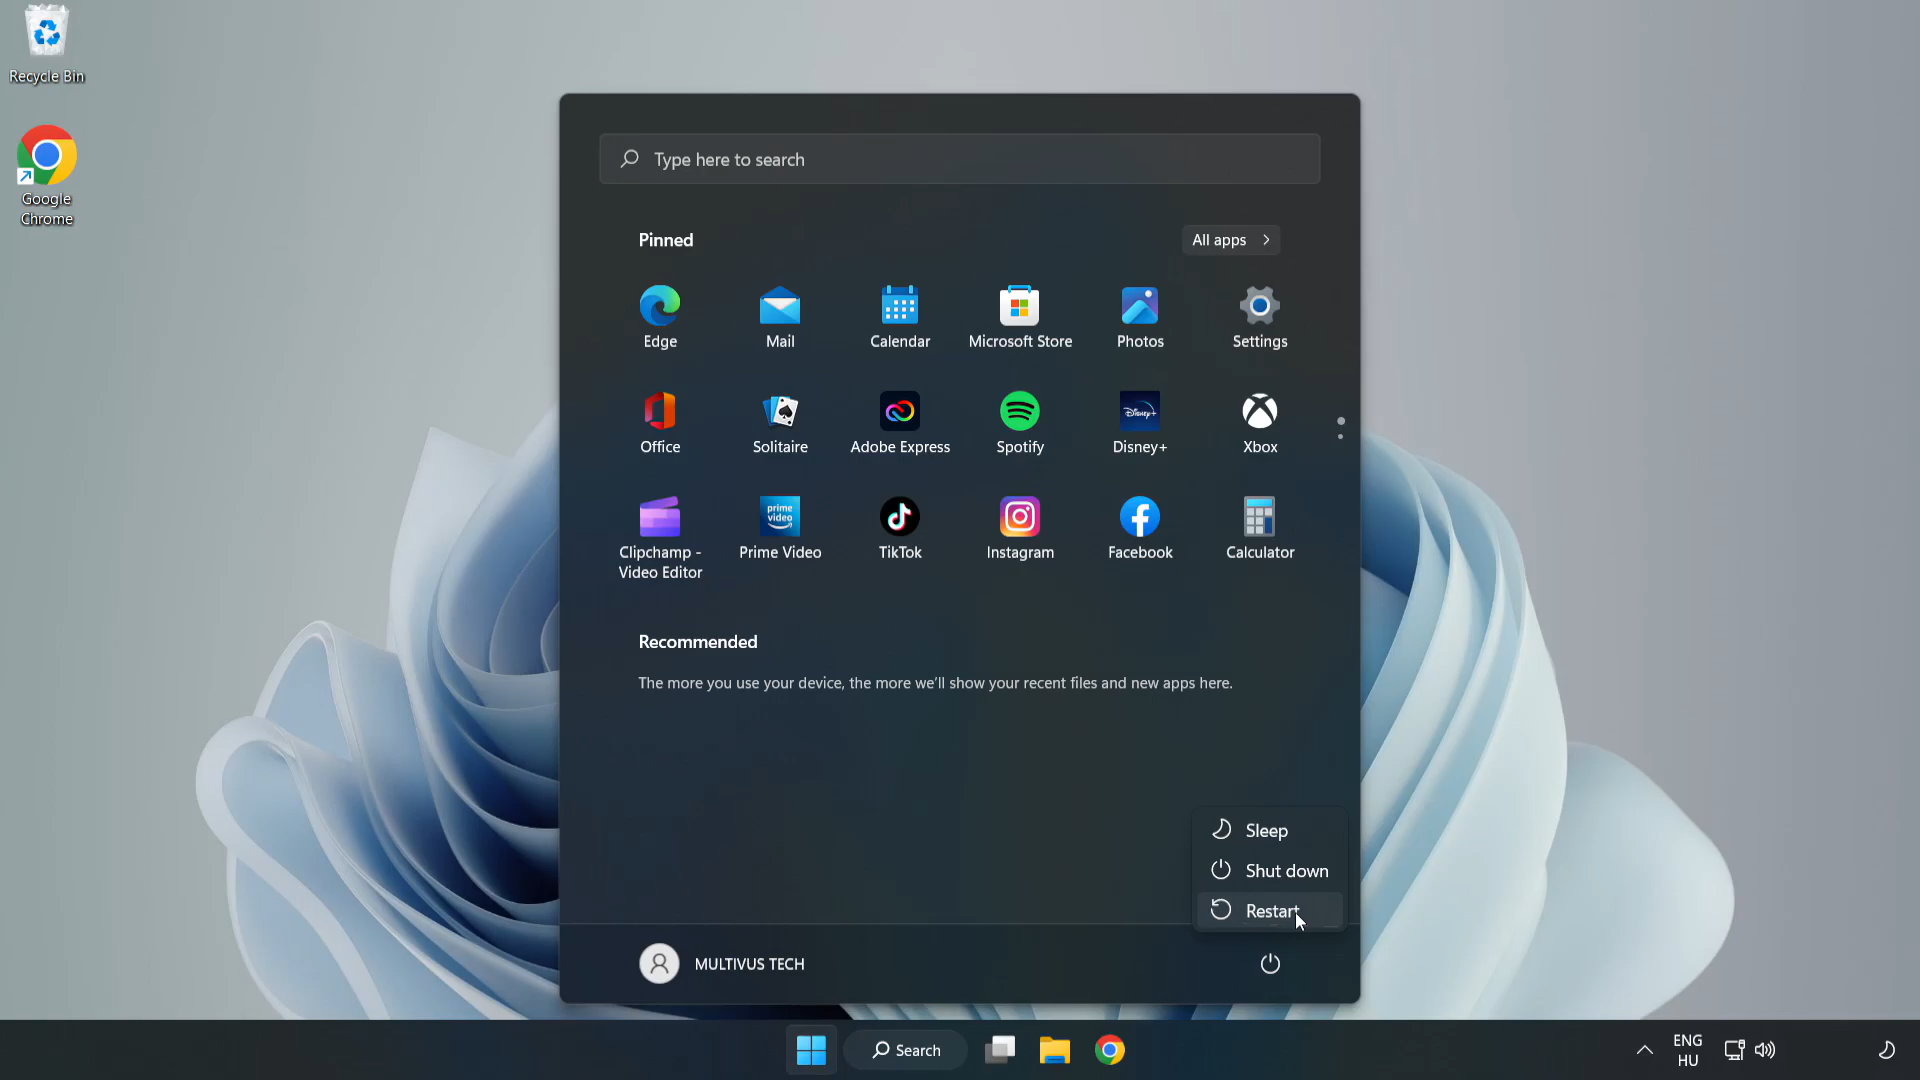 Recycle Bin
Google
Chrome
Type here to search
Pinned
All apps
Edge
Mail
Calendar
Microsoft Store
Photos
Settings
Office
Solitaire
Adobe Express
Spotify
Disney+
Xbox
Disney+
prime
video
Clipchamp -
Video Editor
Prime Video
TikTok
Instagram
Facebook
Calculator
Recommended
The more you use your device, the more we'll show your recent files and new apps here.
Sleep
Shut down
Restart
MULTIVUS TECH
Search
ENG
HU